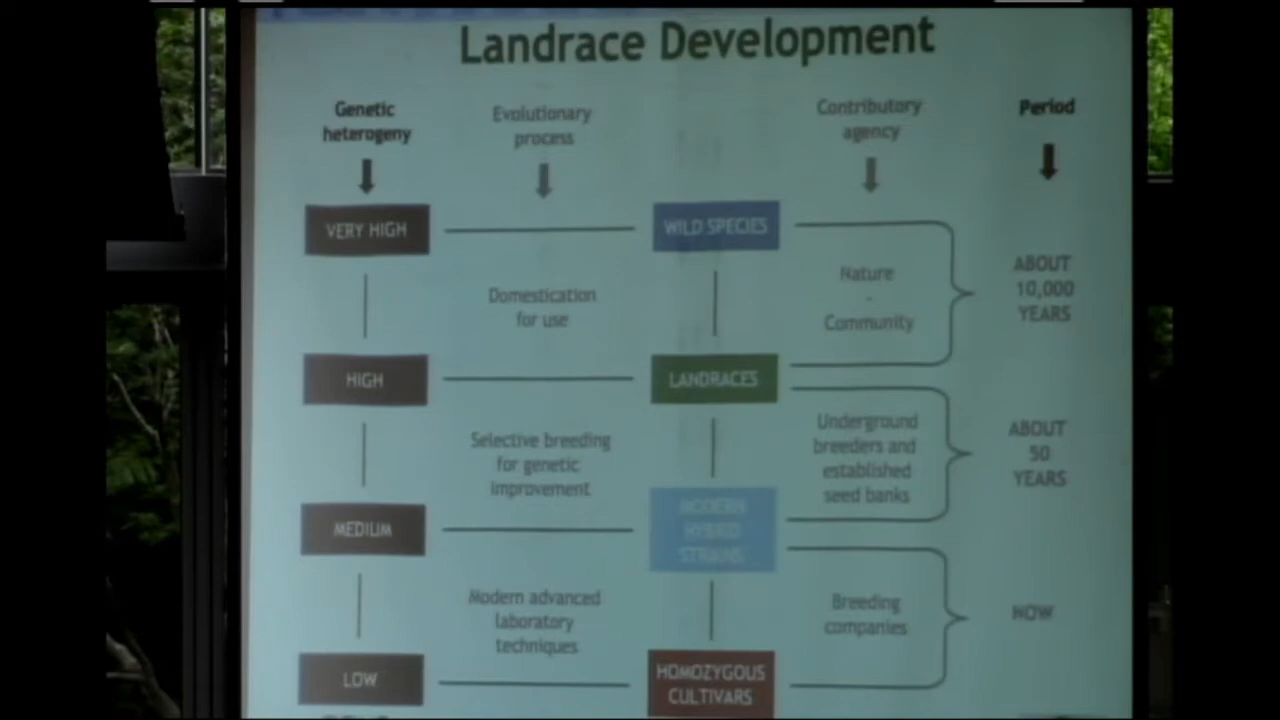 Landrace Development
Genetic
heterogeny
Evolutionary
process
Contributory
agency
Period
VERY HIGH
WILD SPECIES
Domestication
for use
Nature
-
Community
ABOUT
10,000
YEARS
HIGH
LANDRACES
Selective breeding
for genetic
improvement
Underground
breeders and
established
seed banks
ABOUT
50
YEARS
MEDIUM
MODERN
HYBRID
STRAINS
Modern advanced
laboratory
techniques
Breeding
companies
NOW
LOW
HOMOZYGOUS
CULTIVARS